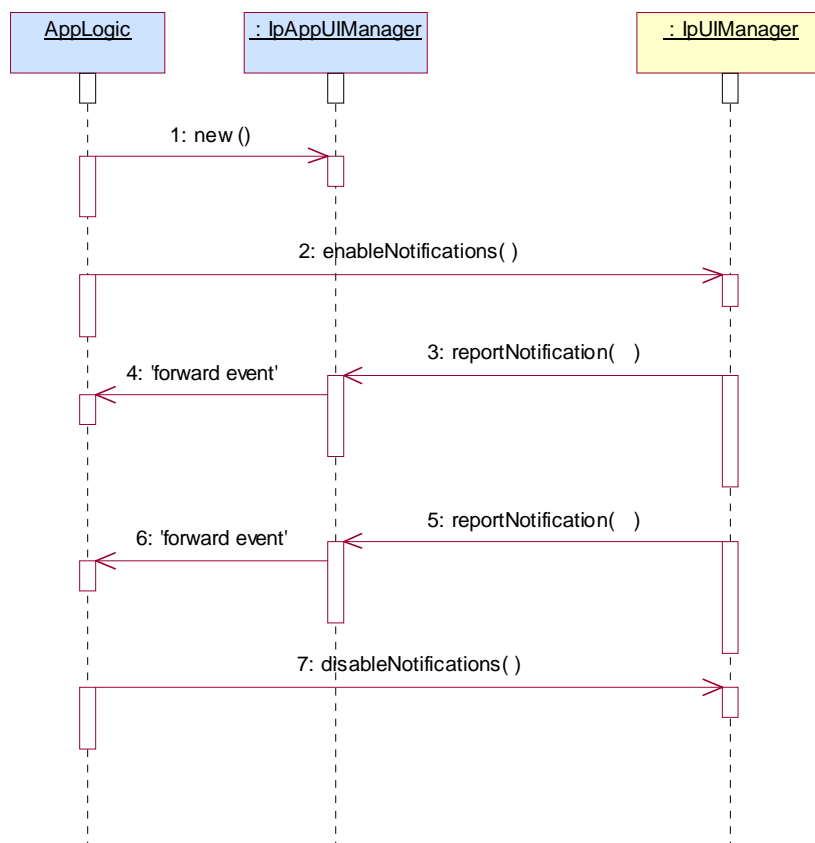 AppLogic
: IpAppUIManager
: IpUIManager
1: new ()
2: enableNotifications( )
3: reportNotification(   )
4: 'forward event'
5: reportNotification(   )
6: 'forward event'
7: disableNotifications( )